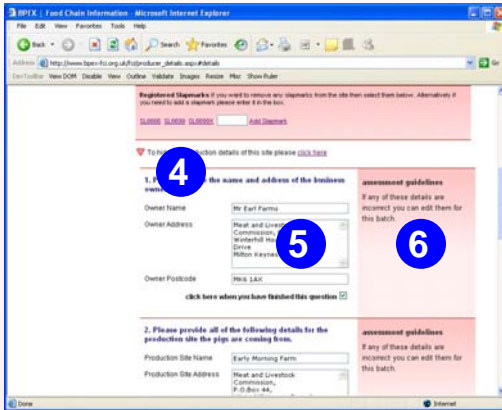 BPEX | Food Chain Information - Microsoft Internet Explorer
File Edit View Favorites Tools Help
Back Search Favorites
Address http://www.bpex-fci.org.uk/fci/producer_details.aspx#details Go
DevToolBar View DOM Disable View Outline Validate Images Resize Misc Show Ruler
Registered Slapmarks If you want to remove any slapmarks from the site then select them below. Alternatively if
you need to add a slapmark please enter it in the box.
Add Slapmark
To production details of this site please click here
4
1. the name and address of the business
assessment guidelines
If any of these details are
incorrect you can edit them for
this batch.
Owner Name Mr Earl Farms
Owner Address Meat and Livestock
Commission,
Winterhill
Drive
Milton Keynes
5
6
Owner Postcode MK6 1AX
click here when you have finished this question
2. Please provide all of the following details for the
production site the pigs are coming from.
assessment guidelines
If any of these details are
incorrect you can edit them for
this batch.
Production Site Name Early Morning Farm
Production Site Address Meat and Livestock
Commission,
P.O.Box 44,
Done Internet